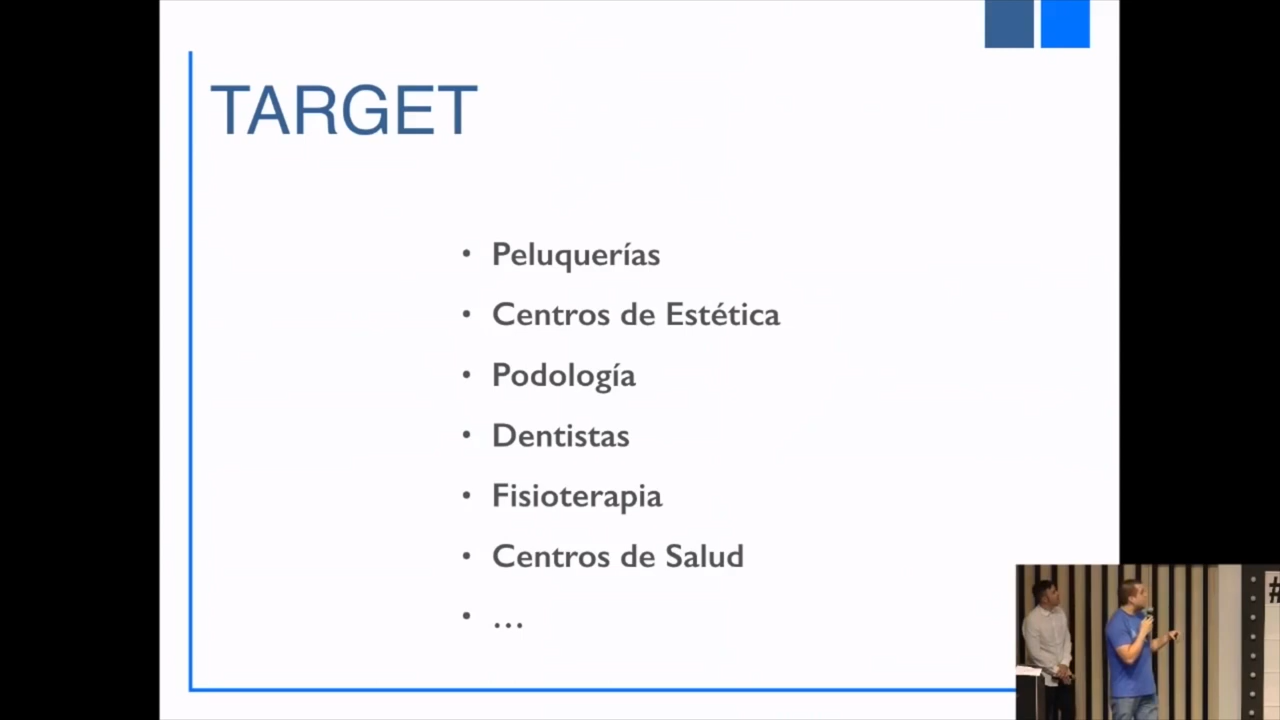 TARGET
• Peluquerías
• Centros de Estética
• Podología
• Dentistas
• Fisioterapia
• Centros de Salud
• ...
#